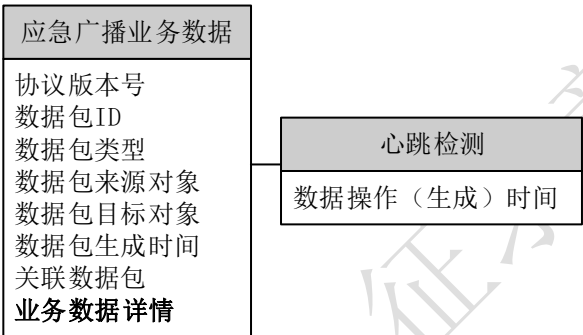 应急广播业务数据
协议版本号
数据包ID
数据包类型
数据包来源对象
数据包目标对象
数据包生成时间
关联数据包
业务数据详情
心跳检测
数据操作（生成）时间
征